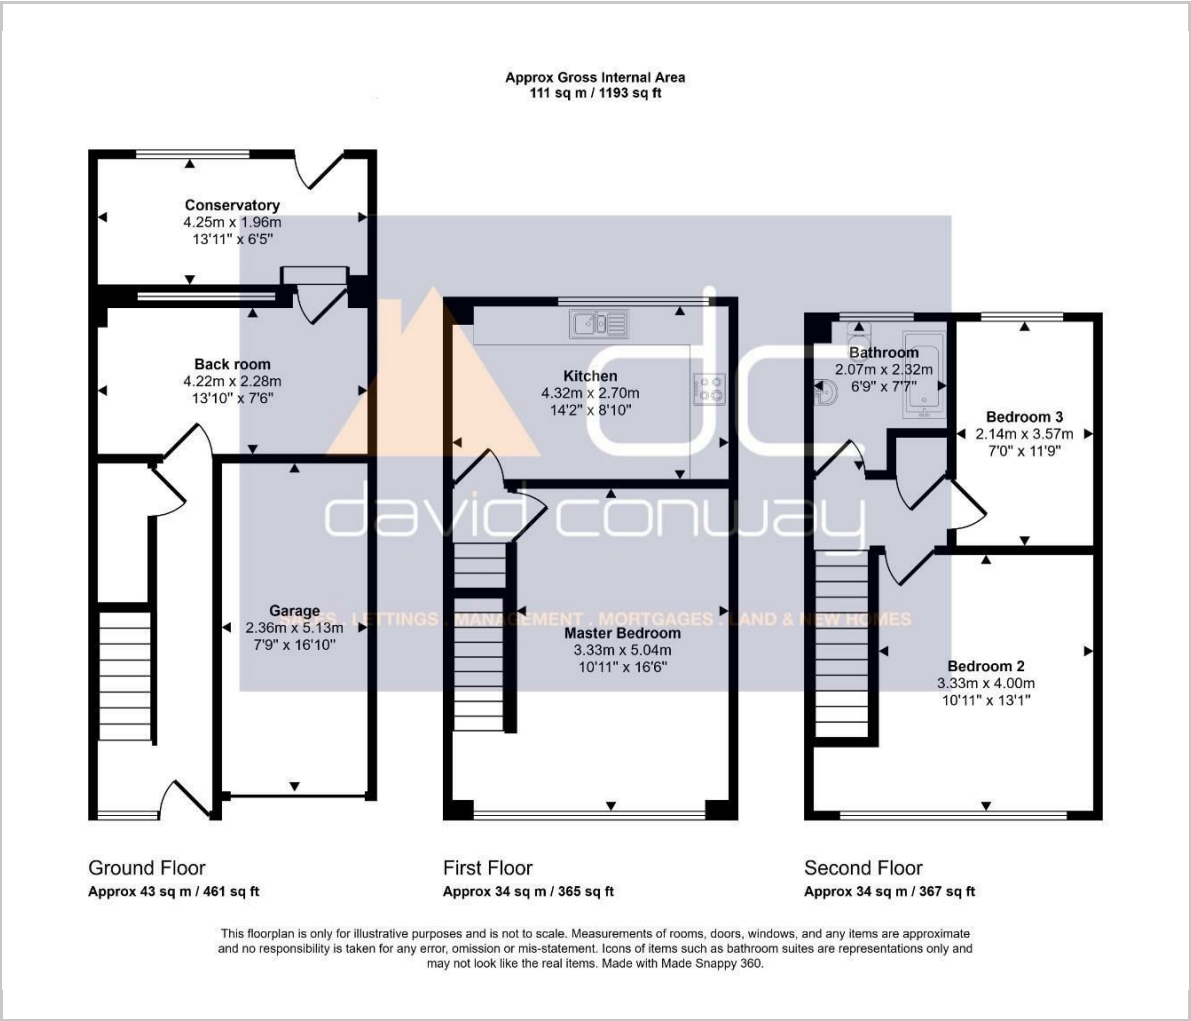 Approx Gross Internal Area
111 sq m / 1193 sq ft
Conservatory
4.25m x 1.96m
13'11" x 6'5"
Back room
4.22m x 2.28m
13'10" x 7'6"
Garage
2.36m x 5.13m
7'9" x 16'10"
Kitchen
4.32m x 2.70m
14'2" x 8'10"
Master Bedroom
3.33m x 5.04m
10'11" x 16'6"
Bathroom
2.07m x 2.32m
6'9" x 7'7"
Bedroom 3
2.14m x 3.57m
7'0" x 11'9"
Bedroom 2
3.33m x 4.00m
10'11" x 13'1"
dc
david conway
SALES . LETTINGS . MANAGEMENT . MORTGAGES . LAND & NEW HOMES
Ground Floor
Approx 43 sq m / 461 sq ft
First Floor
Approx 34 sq m / 365 sq ft
Second Floor
Approx 34 sq m / 367 sq ft
This floorplan is only for illustrative purposes and is not to scale. Measurements of rooms, doors, windows, and any items are approximate
and no responsibility is taken for any error, omission or mis-statement. Icons of items such as bathroom suites are representations only and
may not look like the real items. Made with Made Snappy 360.